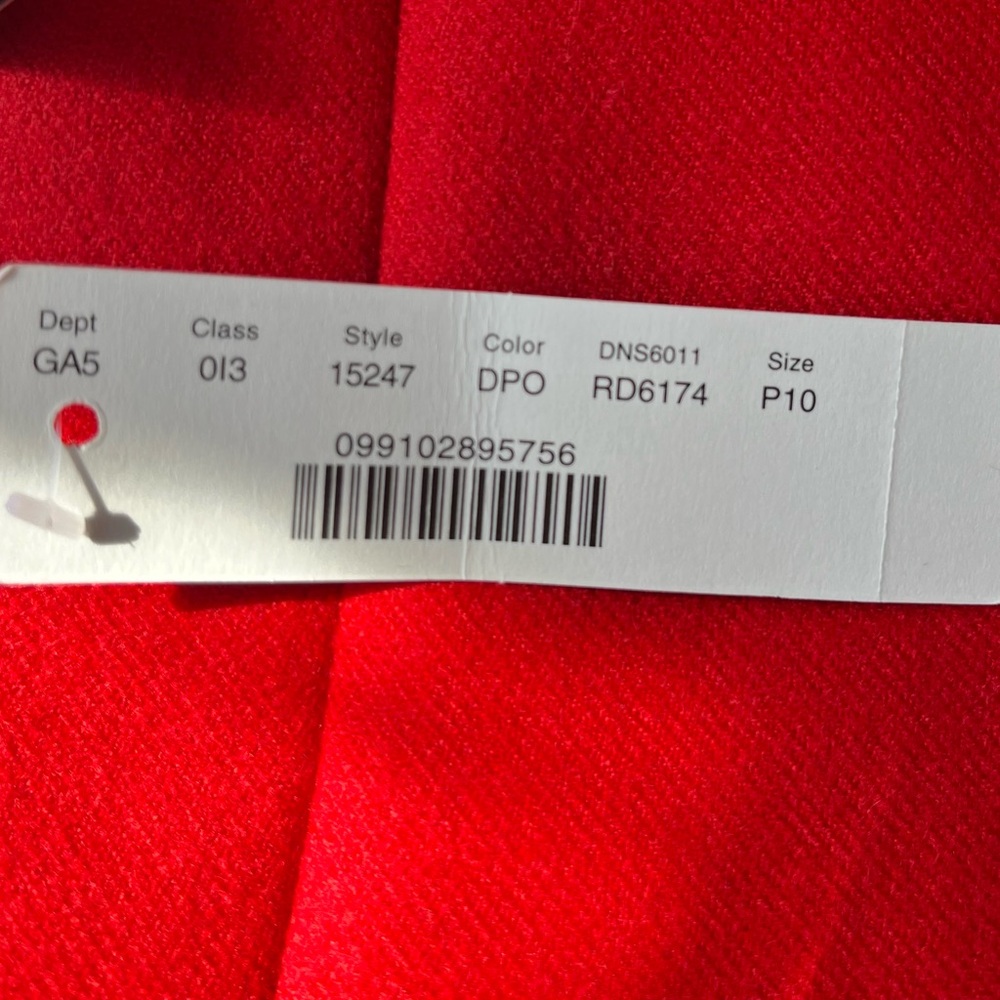 Dept Class Style Color DNS6011 Size
GA5 0I3 15247 DPO RD6174 P10
099102895756